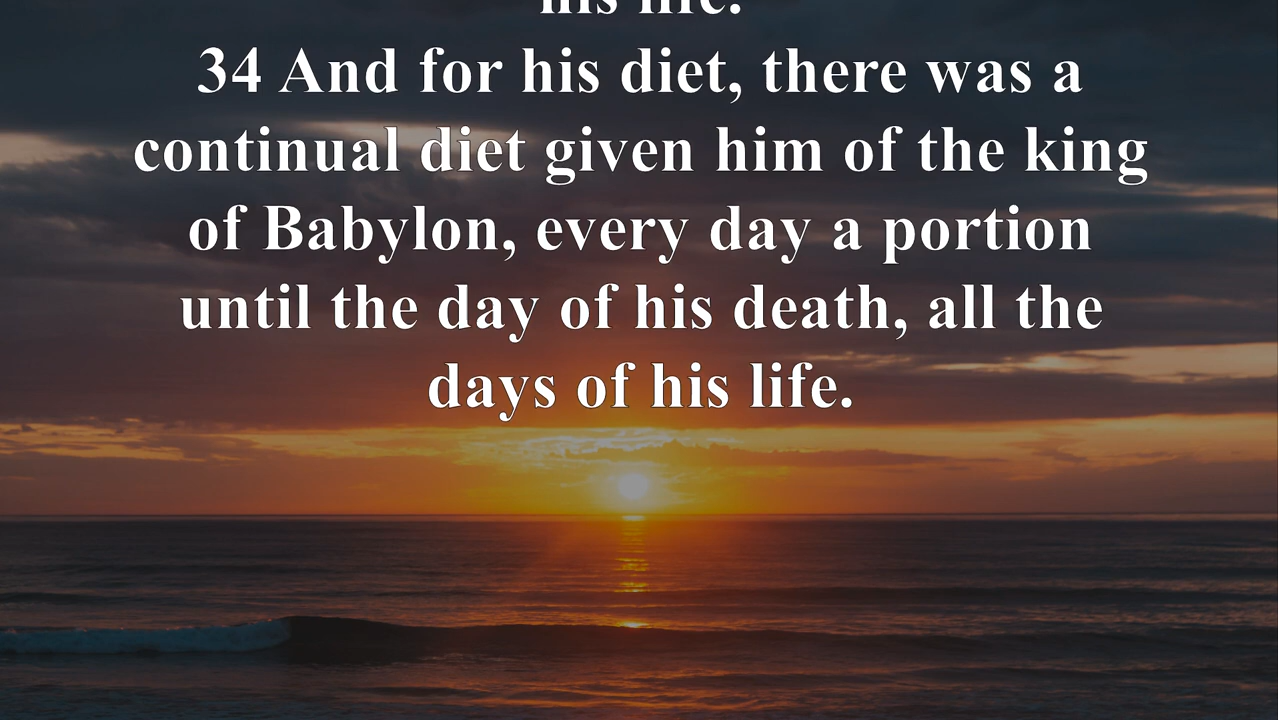 his life.
34 And for his diet, there was a
continual diet given him of the king
of Babylon, every day a portion
until the day of his death, all the
days of his life.